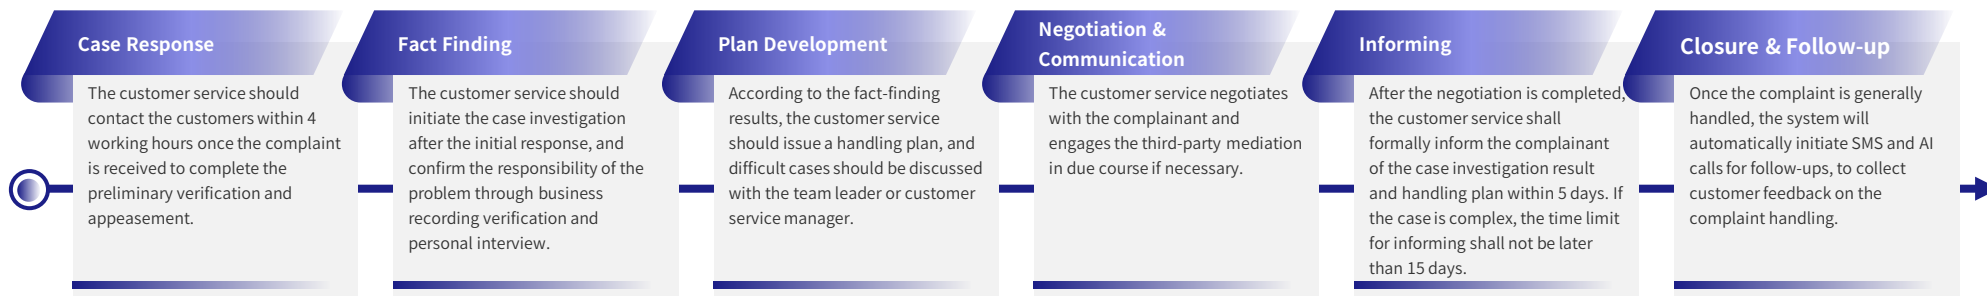 Case Response
The customer service should
contact the customers within 4
working hours once the complaint
is received to complete the
preliminary verification and
appeasement.
Fact Finding
The customer service should
initiate the case investigation
after the initial response, and
confirm the responsibility of the
problem through business
recording verification and
personal interview.
Plan Development
According to the fact-finding
results, the customer service
should issue a handling plan, and
difficult cases should be discussed
with the team leader or customer
service manager.
Negotiation &
Communication
The customer service negotiates
with the complainant and
engages the third-party mediation
in due course if necessary.
Informing
After the negotiation is completed,
the customer service shall
formally inform the complainant
of the case investigation result
and handling plan within 5 days. If
the case is complex, the time limit
for informing shall not be later
than 15 days.
Closure & Follow-up
Once the complaint is generally
handled, the system will
automatically initiate SMS and AI
calls for follow-ups, to collect
customer feedback on the
complaint handling.